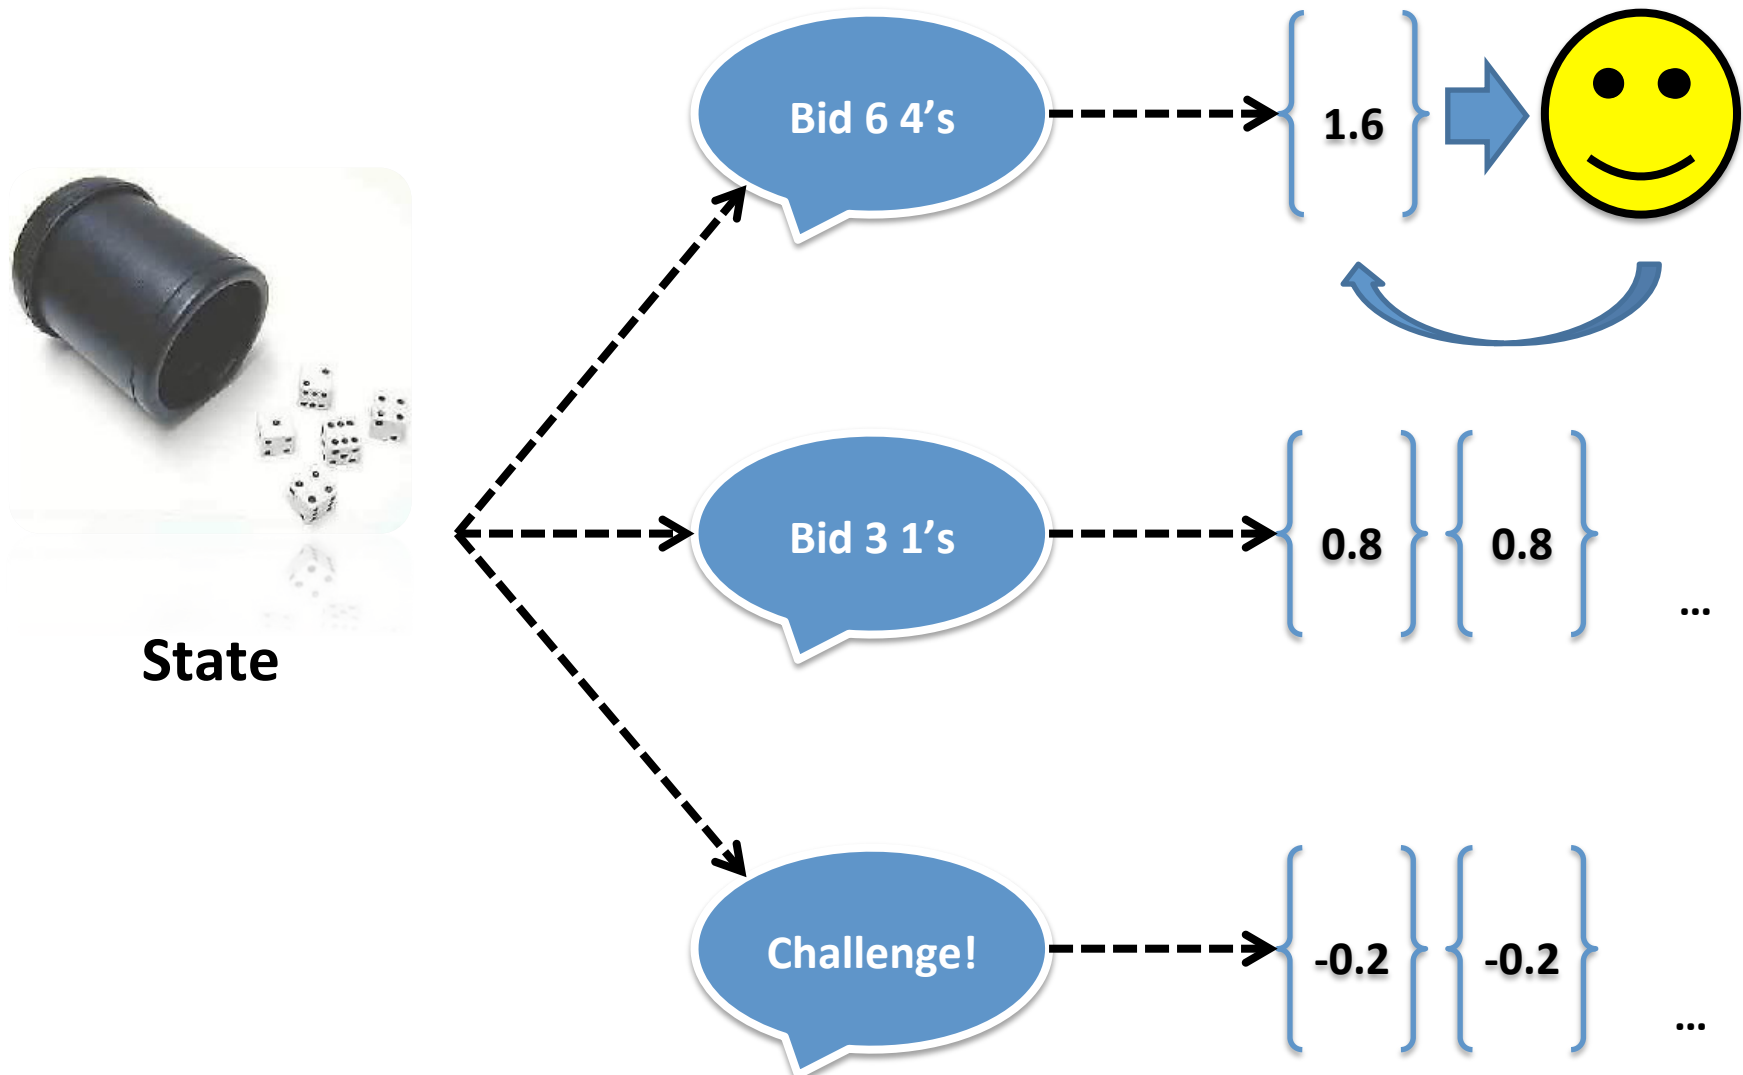 Bid 6 4’s
1.6
State
Bid 3 1’s
0.8 0.8
...
Challenge!
-0.2 -0.2
...